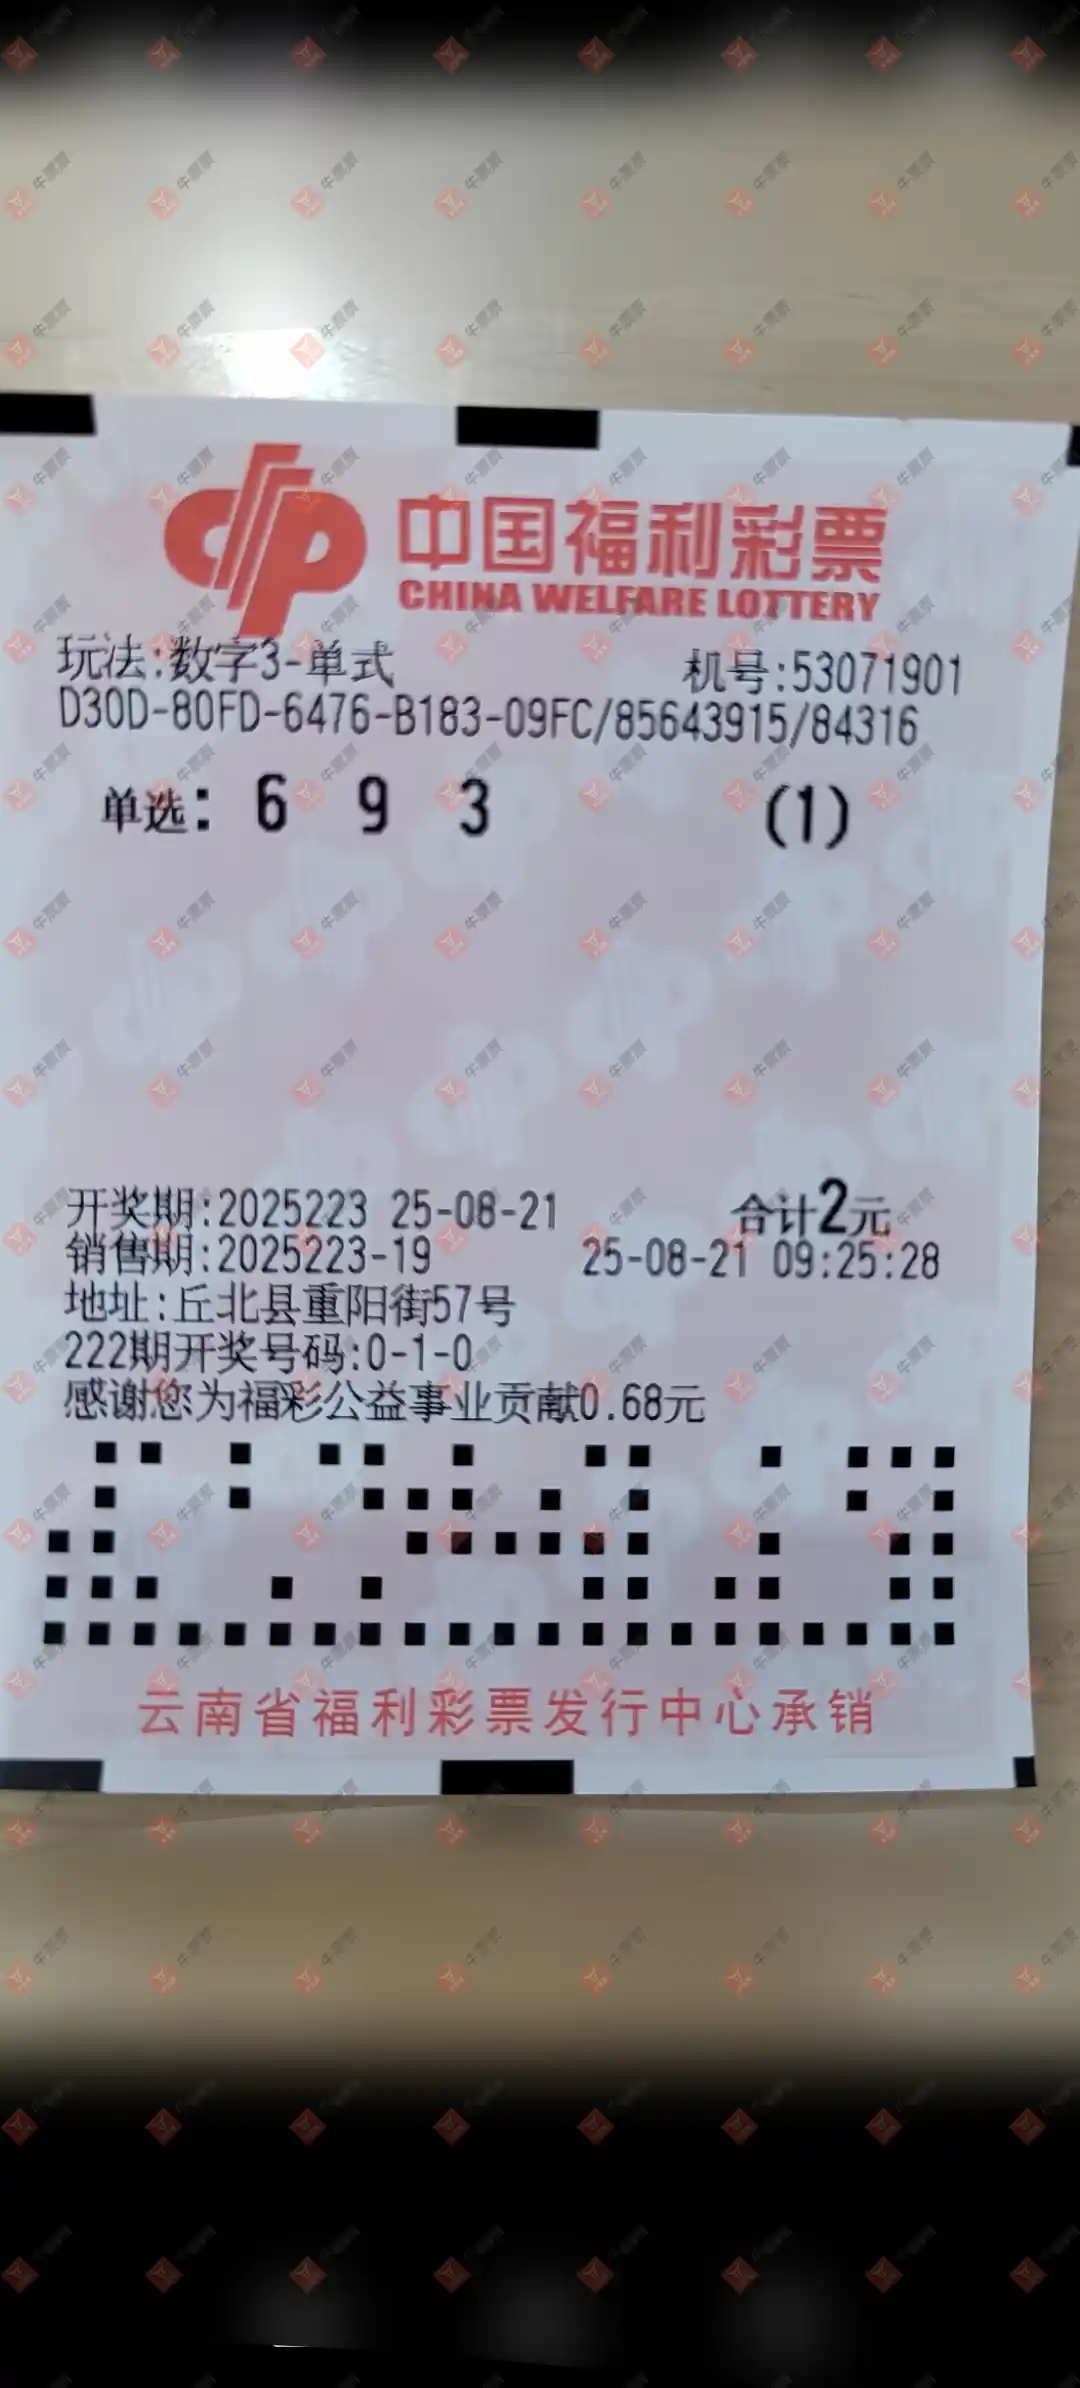 中国福利彩票
CHINA WELFARE LOTTERY
玩法:数字3-单式 机号:53071901
D30D-80FD-6476-B183-09FC/85643915/84316
单选: 6 9 3 (1)
开奖期:2025223 25-08-21 合计2元
销售期:2025223-19 25-08-21 09:25:28
地址:丘北县重阳街57号
222期开奖号码:0-1-0
感谢您为福彩公益事业贡献0.68元
云南省福利彩票发行中心承销
牛票票